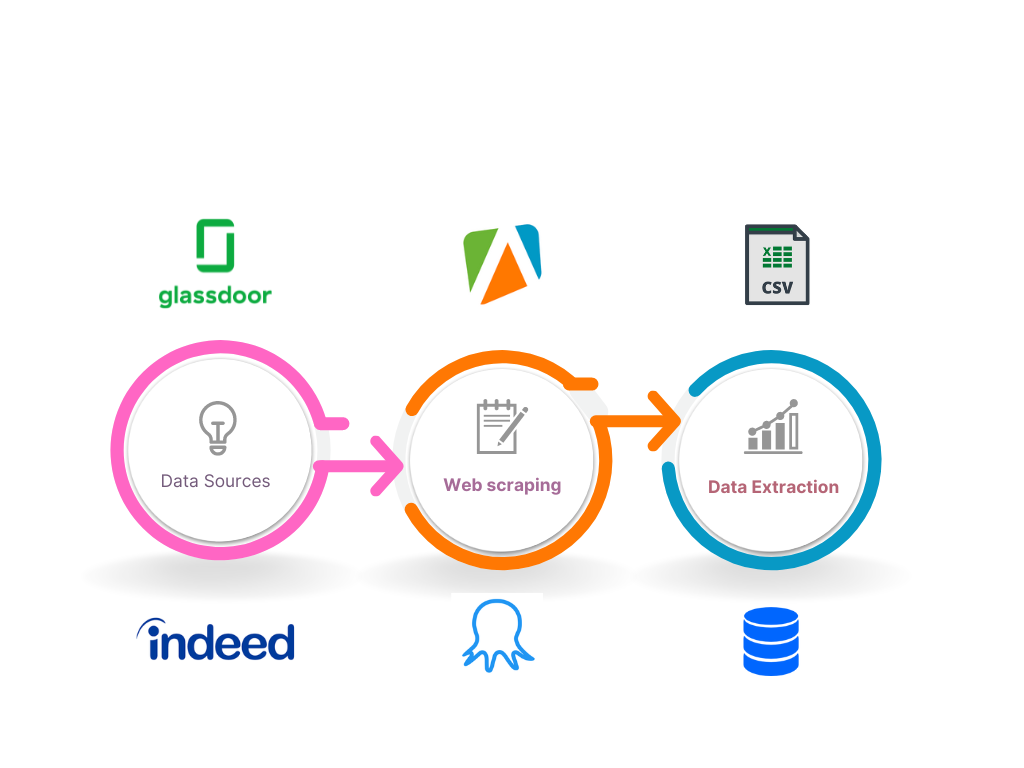 glassdoor
X
CSV
Data Sources
Web scraping
Data Extraction
indeed